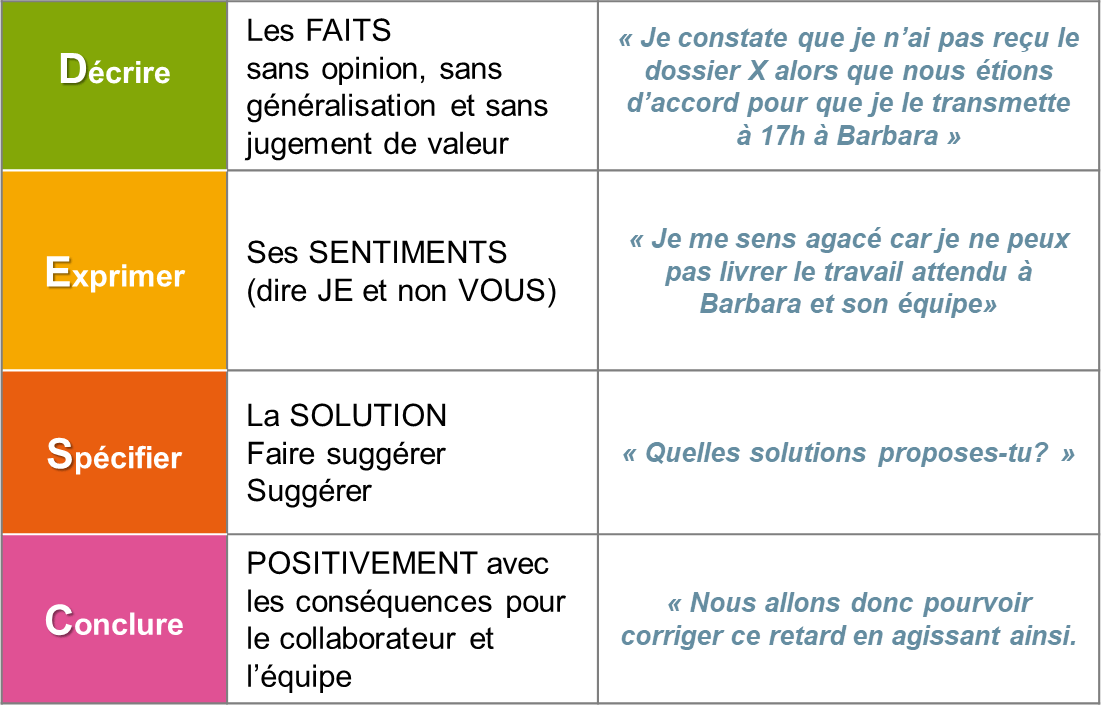 Décrire
Les FAITS
sans opinion, sans
généralisation et sans
jugement de valeur
« Je constate que je n’ai pas reçu le
dossier X alors que nous étions
d’accord pour que je le transmette
à 17h à Barbara »
Exprimer
Ses SENTIMENTS
(dire JE et non VOUS)
« Je me sens agacé car je ne peux
pas livrer le travail attendu à
Barbara et son équipe»
Spécifier
La SOLUTION
Faire suggérer
Suggérer
« Quelles solutions proposes-tu? »
Conclure
POSITIVEMENT avec
les conséquences pour
le collaborateur et
l’équipe
« Nous allons donc pourvoir
corriger ce retard en agissant ainsi.